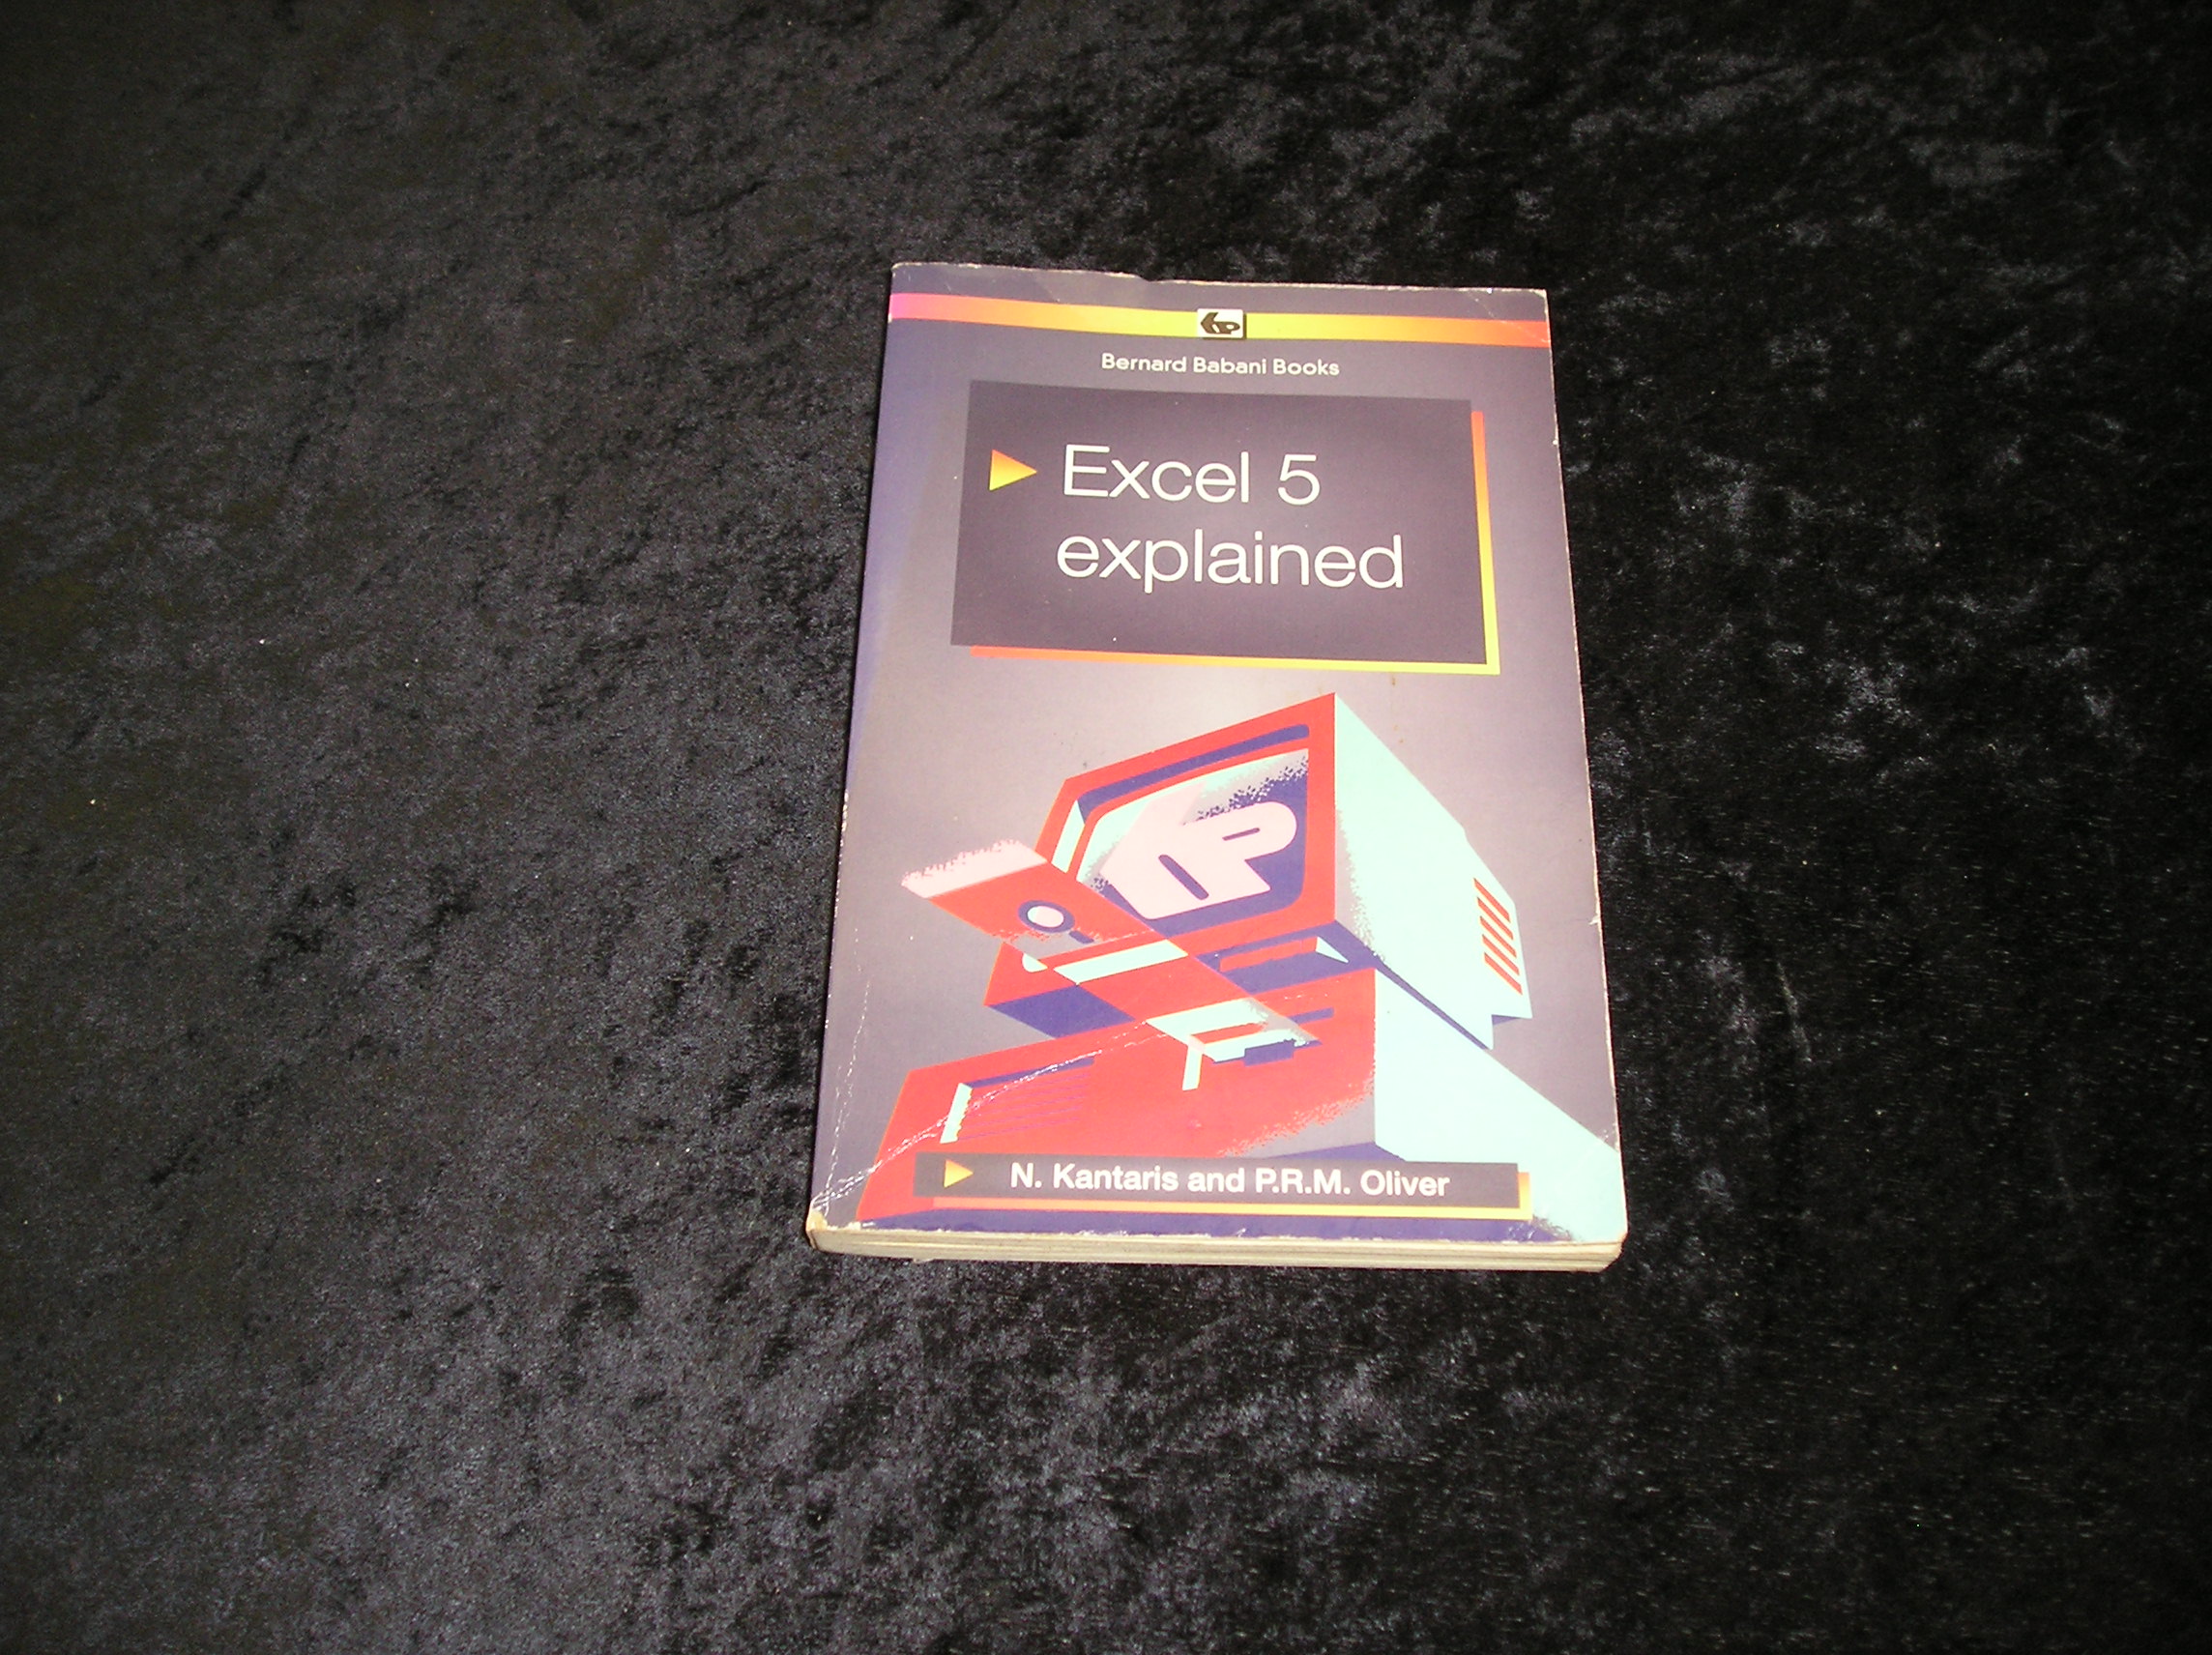 Bernard Babani Books
Excel 5
explained
N. Kantaris and P.R.M. Oliver